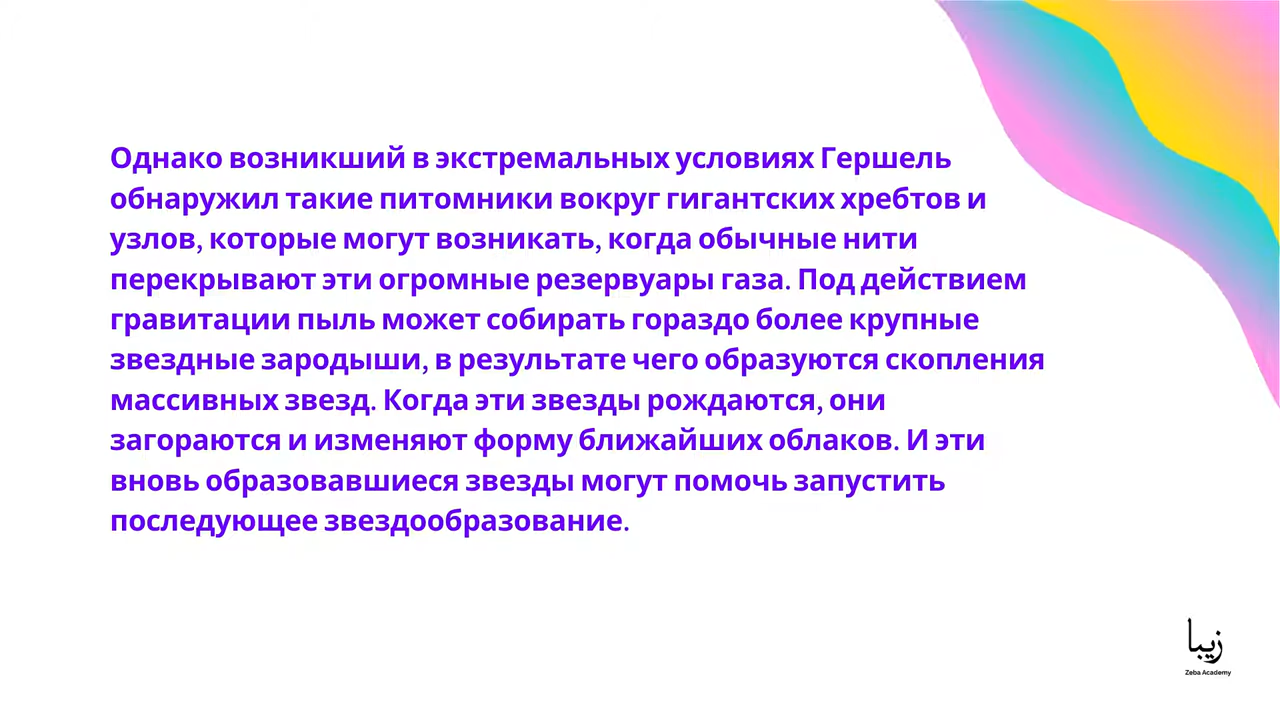 Однако возникший в экстремальных условиях Гершель
обнаружил такие питомники вокруг гигантских хребтов и
узлов, которые могут возникать, когда обычные нити
перекрывают эти огромные резервуары газа. Под действием
гравитации пыль может собирать гораздо более крупные
звездные зародыши, в результате чего образуются скопления
массивных звезд. Когда эти звезды рождаются, они
загораются и изменяют форму ближайших облаков. И эти
вновь образовавшиеся звезды могут помочь запустить
последующее звездообразование.
زیبا
Zeba Academy